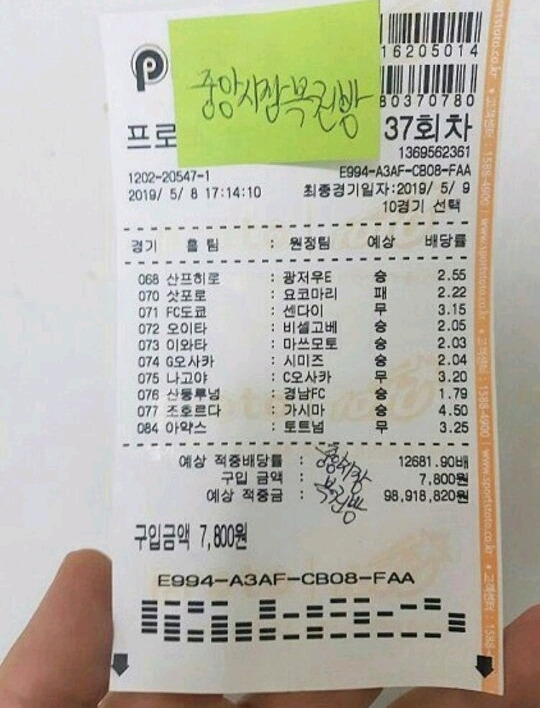 16205014
80370780
중앙시장복권방
프로
37회차
1369562361
1202-20547-1 E994-A3AF-CB08-FAA
2019/ 5/ 8 17:14:10 최종경기일자:2019/ 5/ 9
10경기 선택
경기 홈 팀 : 원정팀 예상 배당률
068 산프히로 : 광저우E 승 2.55
070 삿포로 : 요코마리 패 2.22
071 FC도쿄 : 센다이 무 3.15
072 오이타 : 비셀고베 승 2.05
073 이와타 : 마쓰모토 승 2.03
074 G오사카 : 시미즈 승 2.04
075 나고야 : C오사카 무 3.20
076 산둥루넝 : 경남FC 승 1.79
077 조호르다 : 가시마 승 4.50
084 아약스 : 토트넘 무 3.25
예상 적중배당률 : 12681.90배
구입 금액 : 7,800원
예상 적중금 : 98,918,820원
복권방
구입금액 7,800원
E994-A3AF-CB08-FAA
www.sportstoto.co.kr • 고객센터 : 1588-4900